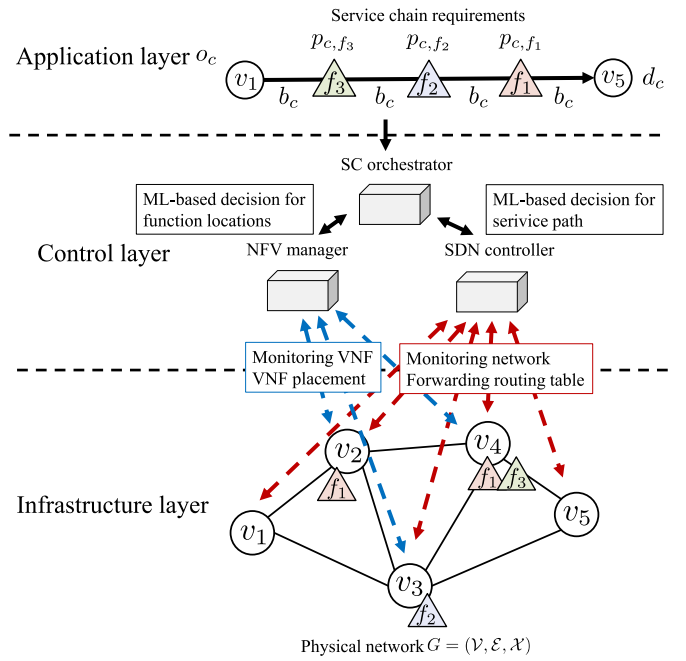 Service chain requirements
Application layer o_c
p_{c,f_3} p_{c,f_2} p_{c,f_1}
v_1 f_3 f_2 f_1 v_5 d_c
b_c b_c b_c b_c
SC orchestrator
ML-based decision for
function locations
ML-based decision for
serivice path
Control layer
NFV manager
SDN controller
Monitoring VNF
VNF placement
Monitoring network
Forwarding routing table
Infrastructure layer
v_2
f_1
v_4
f_1 f_3
v_1
v_5
v_3
f_2
Physical network G = (𝒱, ℰ, 𝒳)